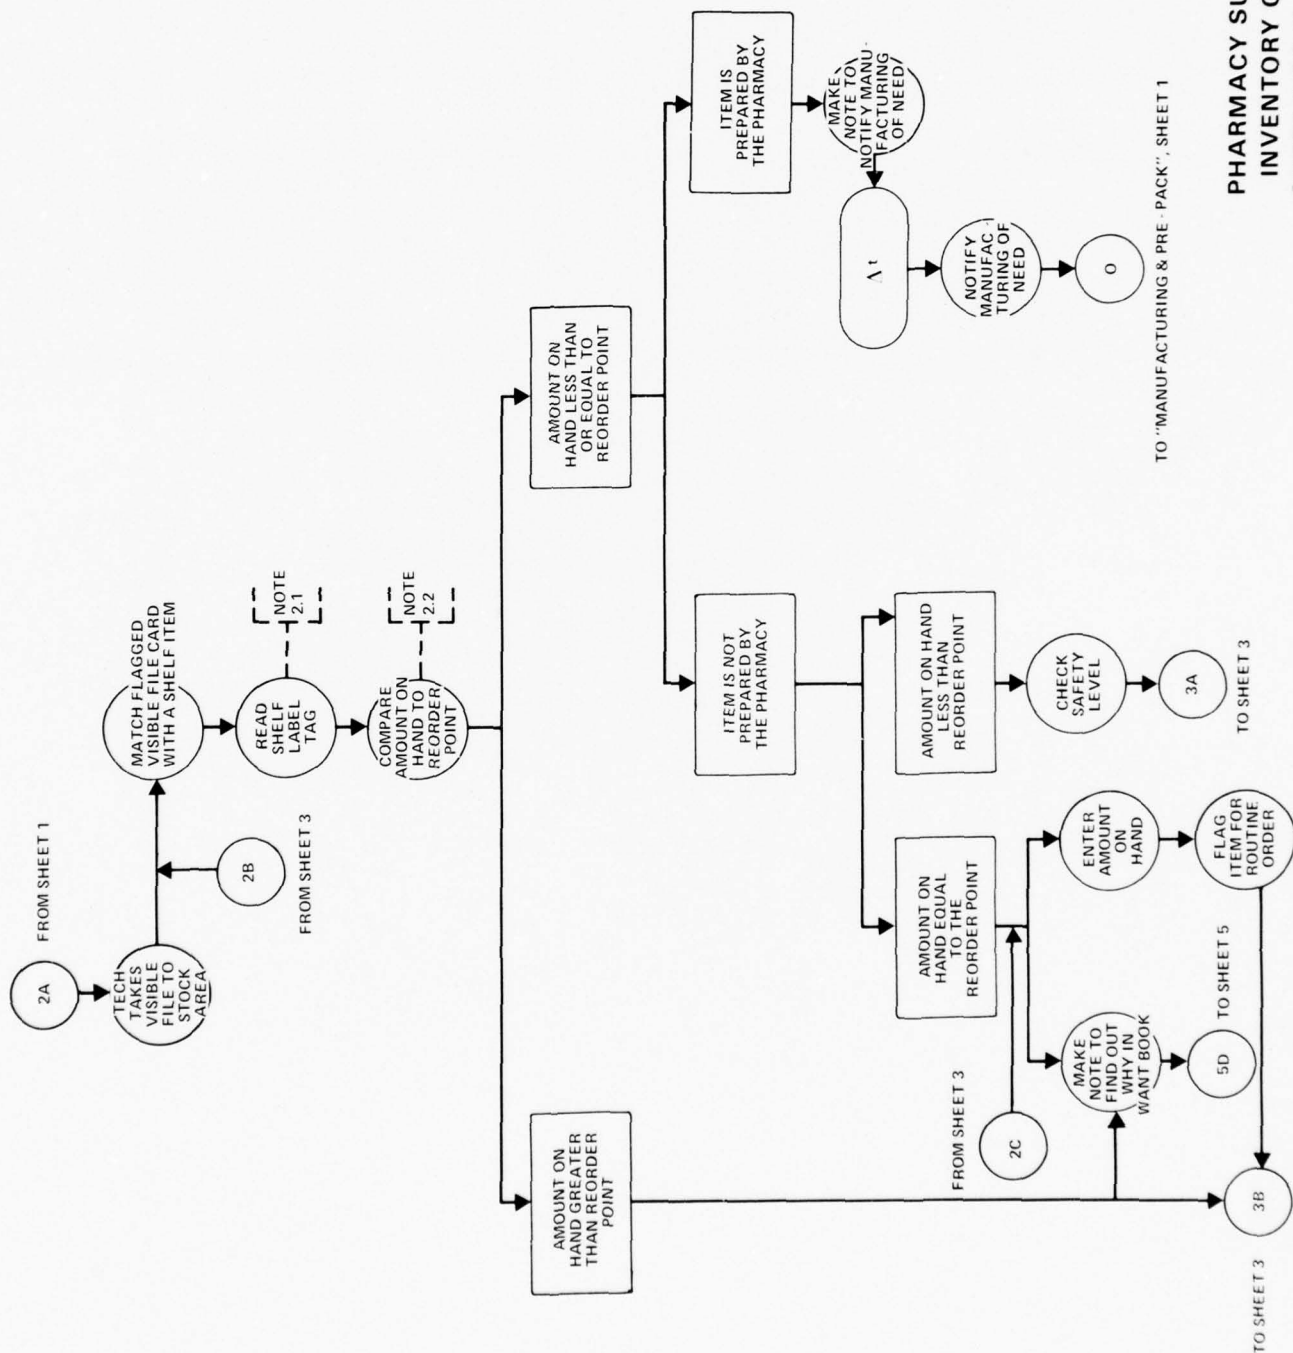 2A
FROM SHEET 1
TECH
TAKES
VISIBLE
FILE TO
STOCK
AREA
2B
FROM SHEET 3
MATCH FLAGGED
VISIBLE FILE CARD
WITH A SHELF ITEM
READ
SHELF
LABEL
TAG
NOTE
2.1
COMPARE
AMOUNT ON
HAND TO
REORDER
POINT
NOTE
2.2
AMOUNT ON
HAND GREATER
THAN REORDER
POINT
AMOUNT ON
HAND LESS THAN
OR EQUAL TO
REORDER POINT
ITEM IS NOT
PREPARED BY
THE PHARMACY
ITEM IS
PREPARED BY
THE PHARMACY
MAKE
NOTE TO
NOTIFY MANU-
FACTURING
OF NEED
Δt
NOTIFY
MANUFAC-
TURING OF
NEED
O
TO "MANUFACTURING & PRE-PACK", SHEET 1
AMOUNT ON
HAND EQUAL
TO THE
REORDER POINT
AMOUNT ON HAND
LESS THAN
REORDER POINT
CHECK
SAFETY
LEVEL
3A
TO SHEET 3
FROM SHEET 3
2C
MAKE
NOTE TO
FIND OUT
WHY IN
WANT BOOK
5D
TO SHEET 5
ENTER
AMOUNT
ON
HAND
FLAG
ITEM FOR
ROUTINE
ORDER
3B
TO SHEET 3
PHARMACY SU
INVENTORY